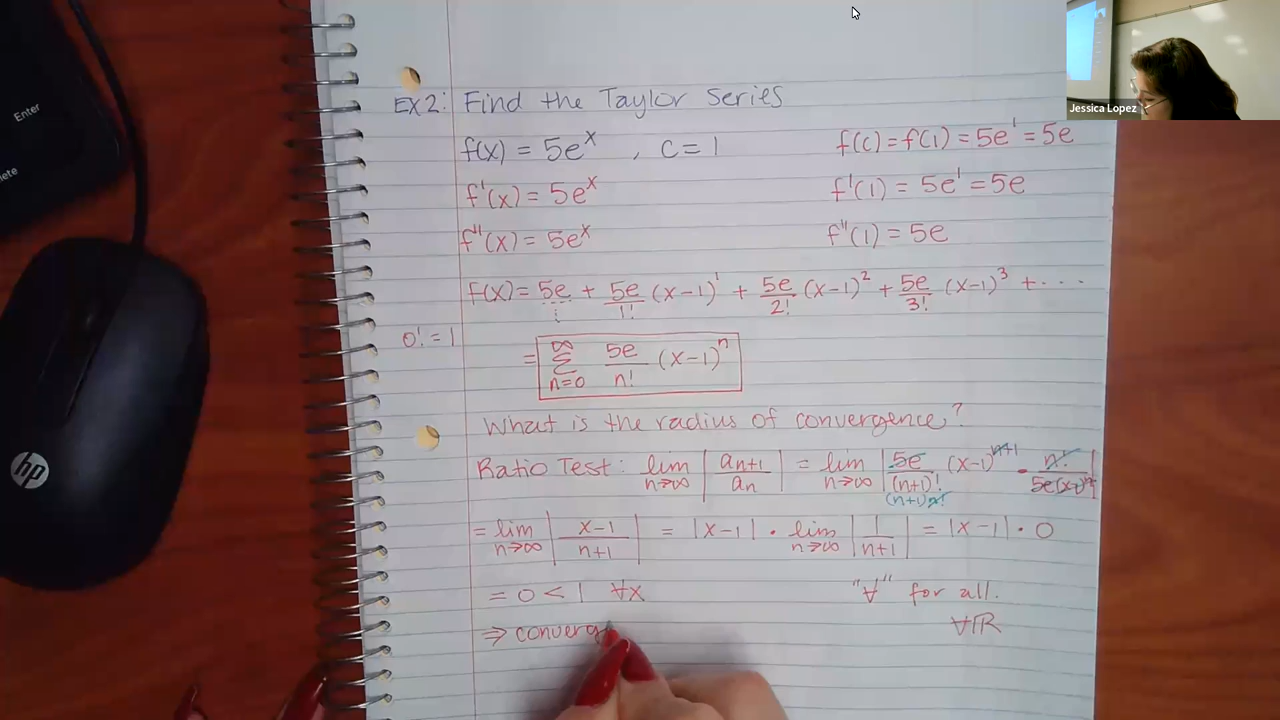 Enter
lete
hp
Jessica Lopez
EX2: Find the Taylor Series
f(x) = 5e^x , c = 1 f(c) = f(1) = 5e^1 = 5e
f'(x) = 5e^x f'(1) = 5e^1 = 5e
f''(x) = 5e^x f''(1) = 5e
f(x) = 5e + 5e/1! (x-1)^1 + 5e/2! (x-1)^2 + 5e/3! (x-1)^3 + ...
0! = 1
= ∑_{n=0}^∞ 5e/n! (x-1)^n
What is the radius of convergence?
Ratio Test: lim_{n→∞} | a_{n+1}/a_n | = lim_{n→∞} | 5e/(n+1)! (x-1)^{n+1} · n!/5e(x-1)^n |
(n+1)n!
= lim_{n→∞} | x-1/n+1 | = |x-1| · lim_{n→∞} | 1/n+1 | = |x-1| · 0
= 0 < 1 ∀x "∀" for all.
⇒ converg ∀ℝ